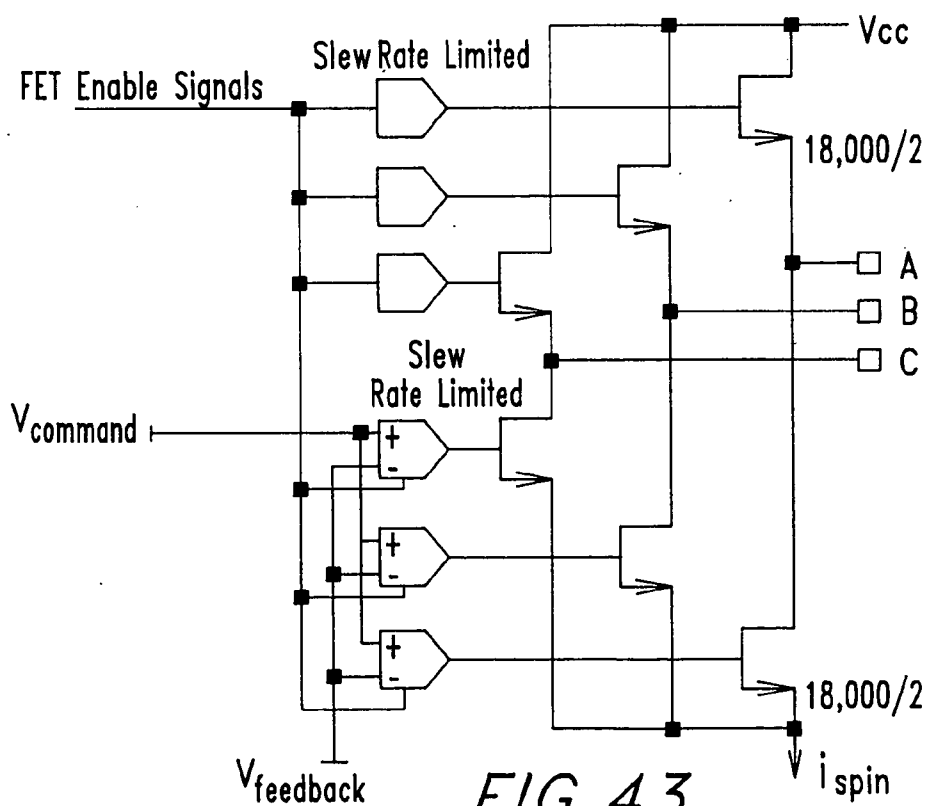 Vcc
Slew Rate Limited
FET Enable Signals
18,000/2
A
B
C
Slew
Rate Limited
Vcommand
+
-
+
-
+
-
18,000/2
Vfeedback
ispin
FIG. 43